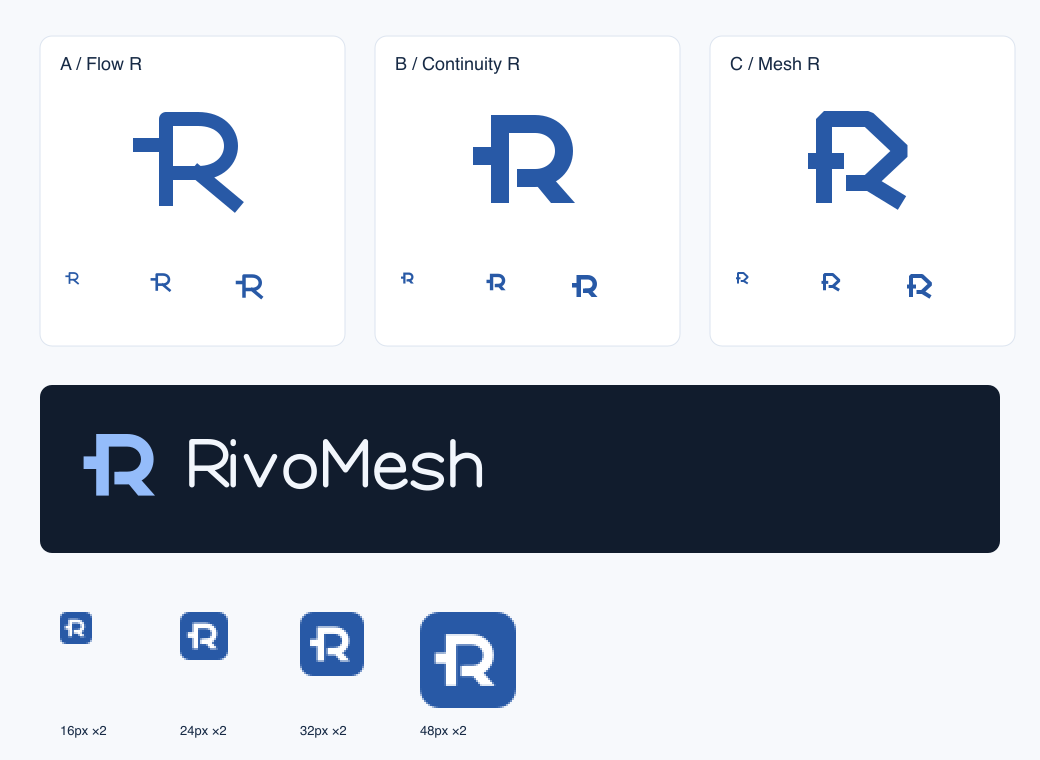 A / Flow R
B / Continuity R
C / Mesh R
RivoMesh
16px ×2
24px ×2
32px ×2
48px ×2